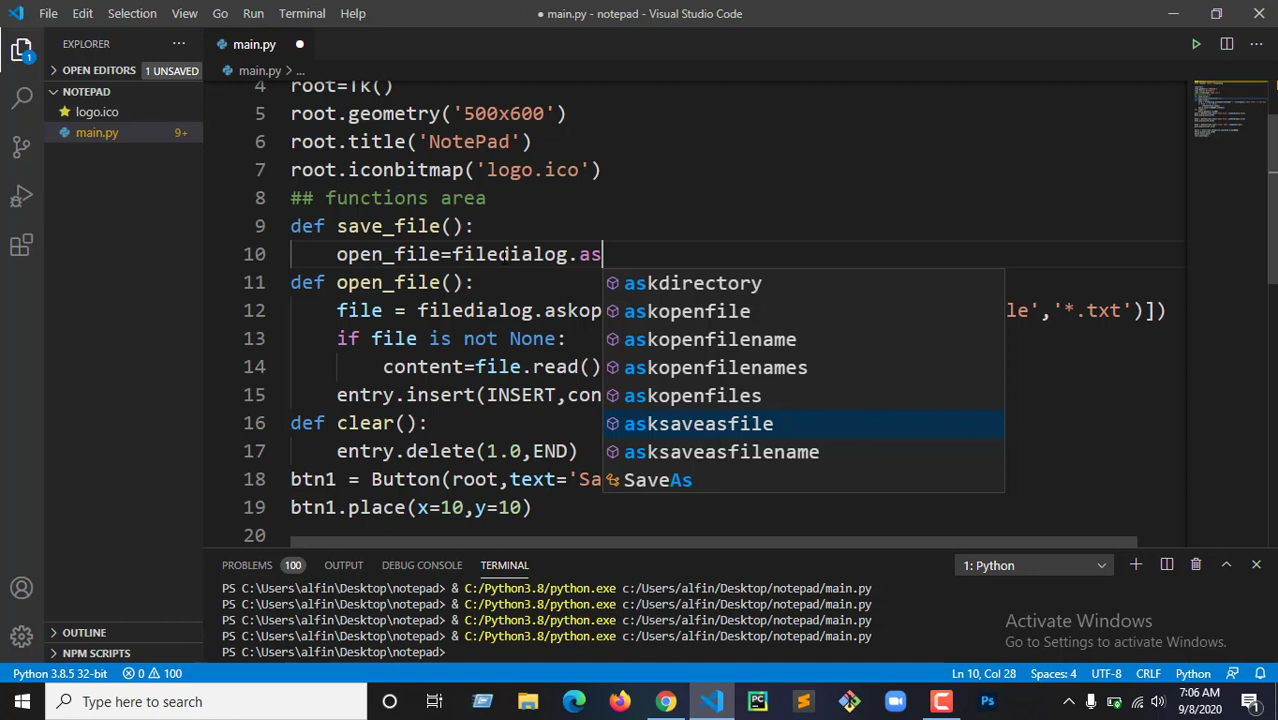 File Edit Selection View Go Run Terminal Help
● main.py - notepad - Visual Studio Code
EXPLORER
main.py
OPEN EDITORS 1 UNSAVED
main.py > ...
NOTEPAD
logo.ico
main.py 9+
4 root=Tk()
5 root.geometry('500x600')
6 root.title('NotePad')
7 root.iconbitmap('logo.ico')
8 ## functions area
9 def save_file():
10 open_file=filedialog.as
11 def open_file():
12 file = filedialog.askop le','*.txt')])
13 if file is not None:
14 content=file.read()
15 entry.insert(INSERT,con
16 def clear():
17 entry.delete(1.0,END)
18 btn1 = Button(root,text='Sa
19 btn1.place(x=10,y=10)
20
askdirectory
askopenfile
askopenfilename
askopenfilenames
askopenfiles
asksaveasfile
asksaveasfilename
SaveAs
PROBLEMS 100 OUTPUT DEBUG CONSOLE TERMINAL
1: Python
PS C:\Users\alfin\Desktop\notepad> & C:/Python3.8/python.exe c:/Users/alfin/Desktop/notepad/main.py
PS C:\Users\alfin\Desktop\notepad> & C:/Python3.8/python.exe c:/Users/alfin/Desktop/notepad/main.py
PS C:\Users\alfin\Desktop\notepad> & C:/Python3.8/python.exe c:/Users/alfin/Desktop/notepad/main.py
PS C:\Users\alfin\Desktop\notepad> & C:/Python3.8/python.exe c:/Users/alfin/Desktop/notepad/main.py
PS C:\Users\alfin\Desktop\notepad>
Activate Windows
Go to Settings to activate Windows.
OUTLINE
NPM SCRIPTS
Python 3.8.5 32-bit 0 100
Ln 10, Col 28 Spaces: 4 UTF-8 CRLF Python
Type here to search
7:06 AM
9/8/2020